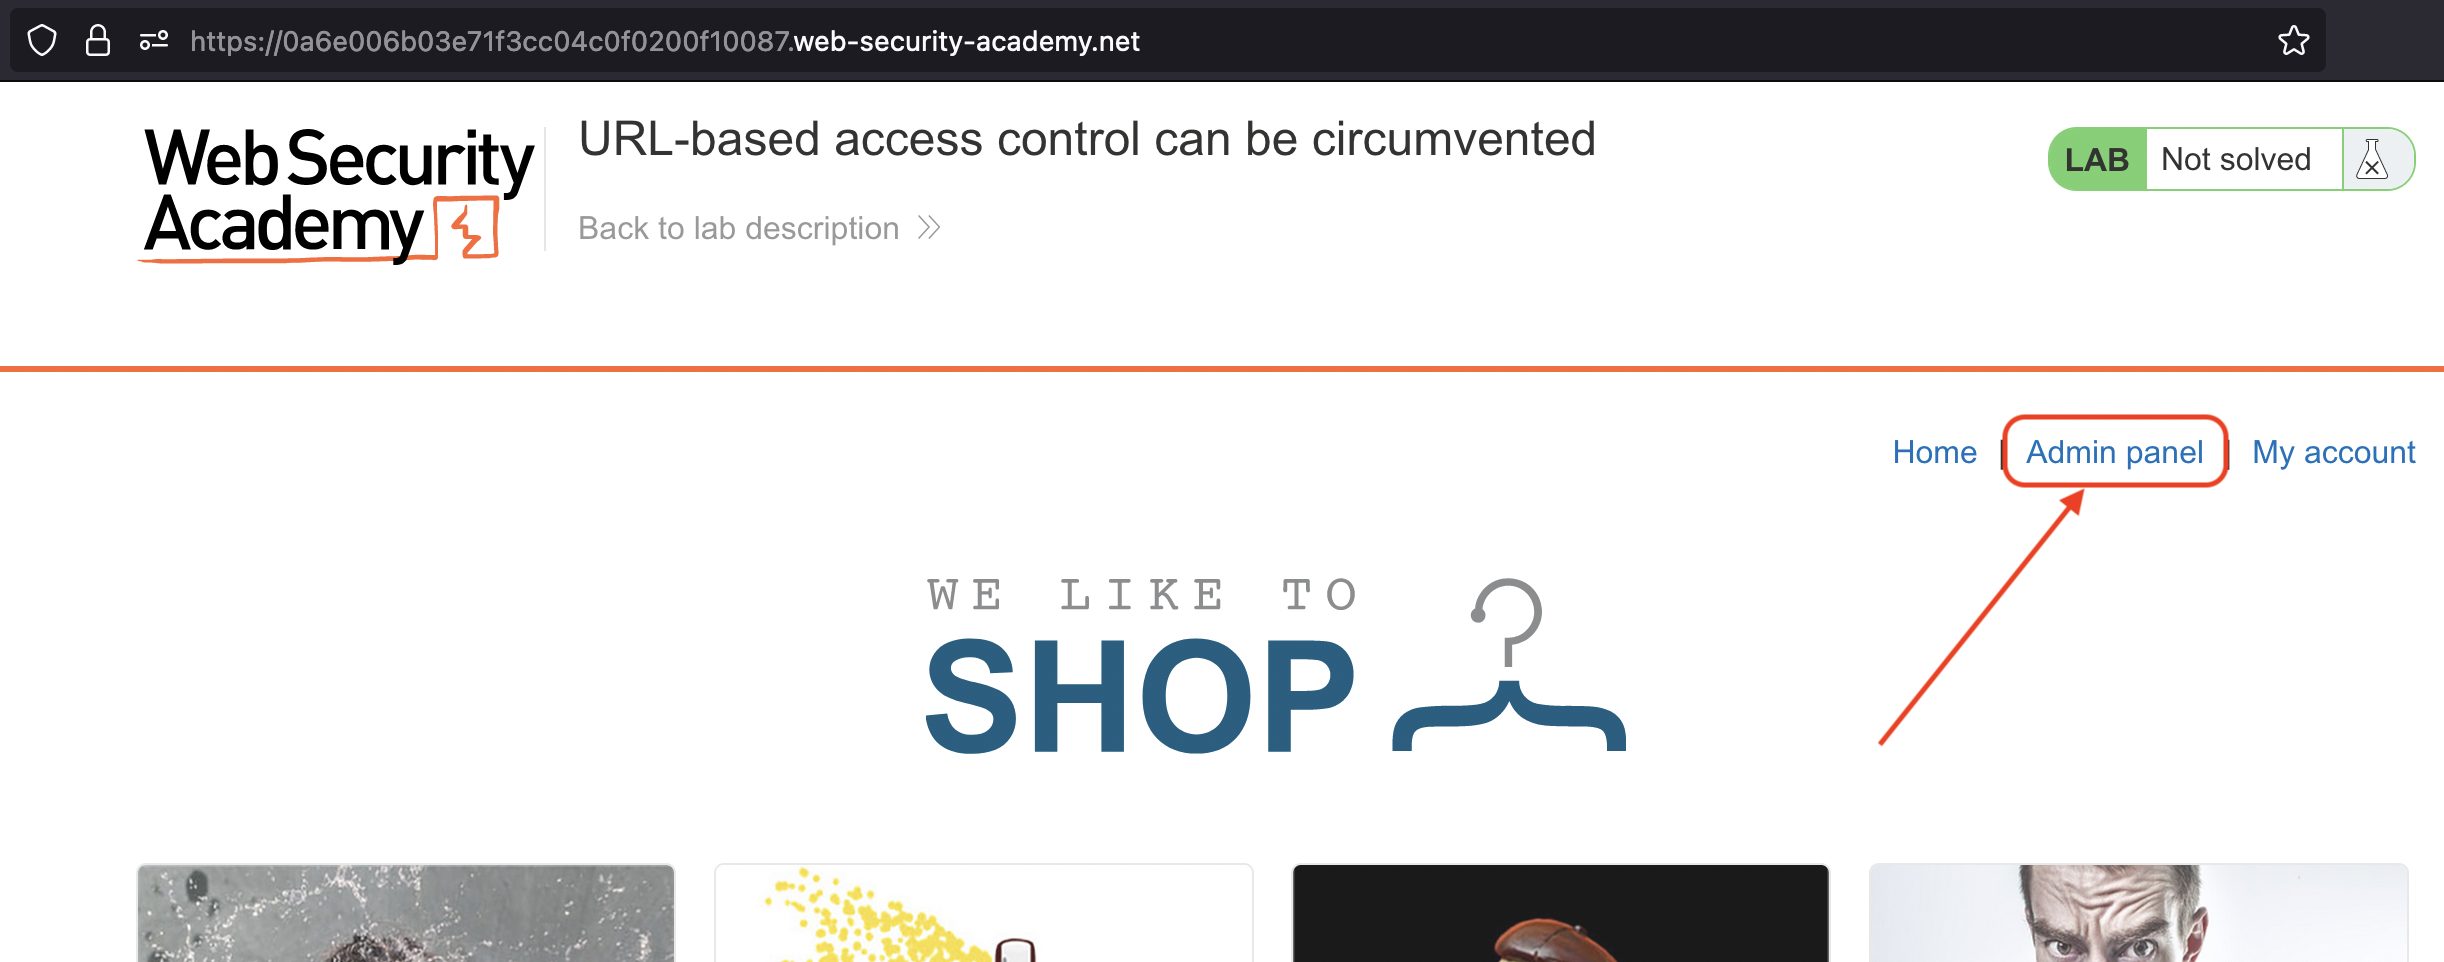 https://0a6e006b03e71f3cc04c0f0200f10087.web-security-academy.net
Web Security
Academy
URL-based access control can be circumvented
Back to lab description
LAB Not solved
Home | Admin panel | My account
WE LIKE TO
SHOP